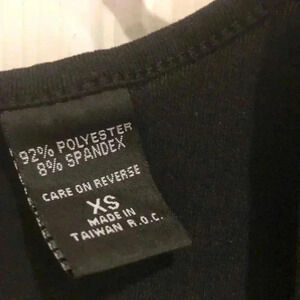 92% POLYESTER
8% SPANDEX
CARE ON REVERSE
XS
MADE IN
TAIWAN R.O.C.